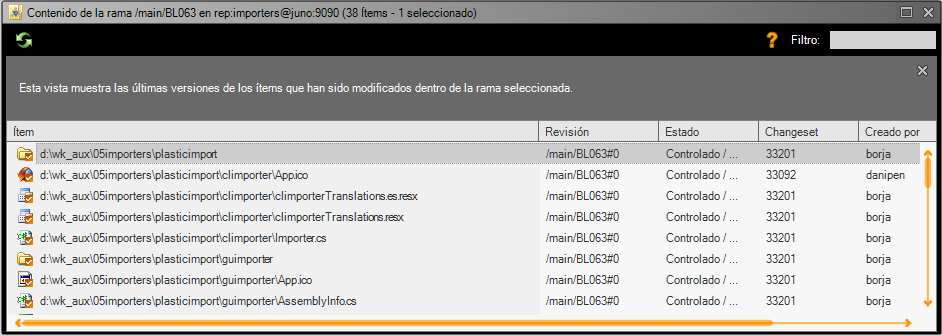 Contenido de la rama /main/BL063 en rep:importers@juno:9090 (38 Ítems - 1 seleccionado)
? Filtro:
Esta vista muestra las últimas versiones de los ítems que han sido modificados dentro de la rama seleccionada.
Ítem Revisión Estado Changeset Creado por
d:\wk_aux\05importers\plasticimport /main/BL063#0 Controlado / ... 33201 borja
d:\wk_aux\05importers\plasticimport\climporter\App.ico /main/BL063#0 Controlado / ... 33092 danipen
d:\wk_aux\05importers\plasticimport\climporter\climporterTranslations.es.resx /main/BL063#0 Controlado / ... 33201 borja
d:\wk_aux\05importers\plasticimport\climporter\climporterTranslations.resx /main/BL063#0 Controlado / ... 33201 borja
d:\wk_aux\05importers\plasticimport\climporter\Importer.cs /main/BL063#0 Controlado / ... 33201 borja
d:\wk_aux\05importers\plasticimport\guimporter /main/BL063#0 Controlado / ... 33201 borja
d:\wk_aux\05importers\plasticimport\guimporter\App.ico /main/BL063#0 Controlado / ... 33201 borja
d:\wk_aux\05importers\plasticimport\guimporter\AssemblyInfo.cs /main/BL063#0 Controlado / ... 33201 borja